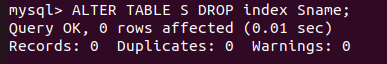 mysql> ALTER TABLE S DROP index Sname;
Query OK, 0 rows affected (0.01 sec)
Records: 0  Duplicates: 0  Warnings: 0